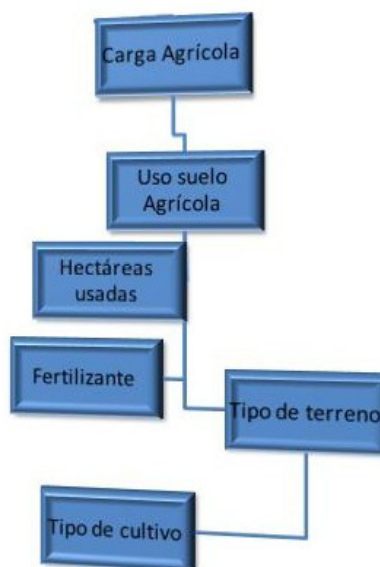 Carga Agrícola
Uso suelo
Agrícola
Hectáreas
usadas
Fertilizante
Tipo de terreno
Tipo de cultivo